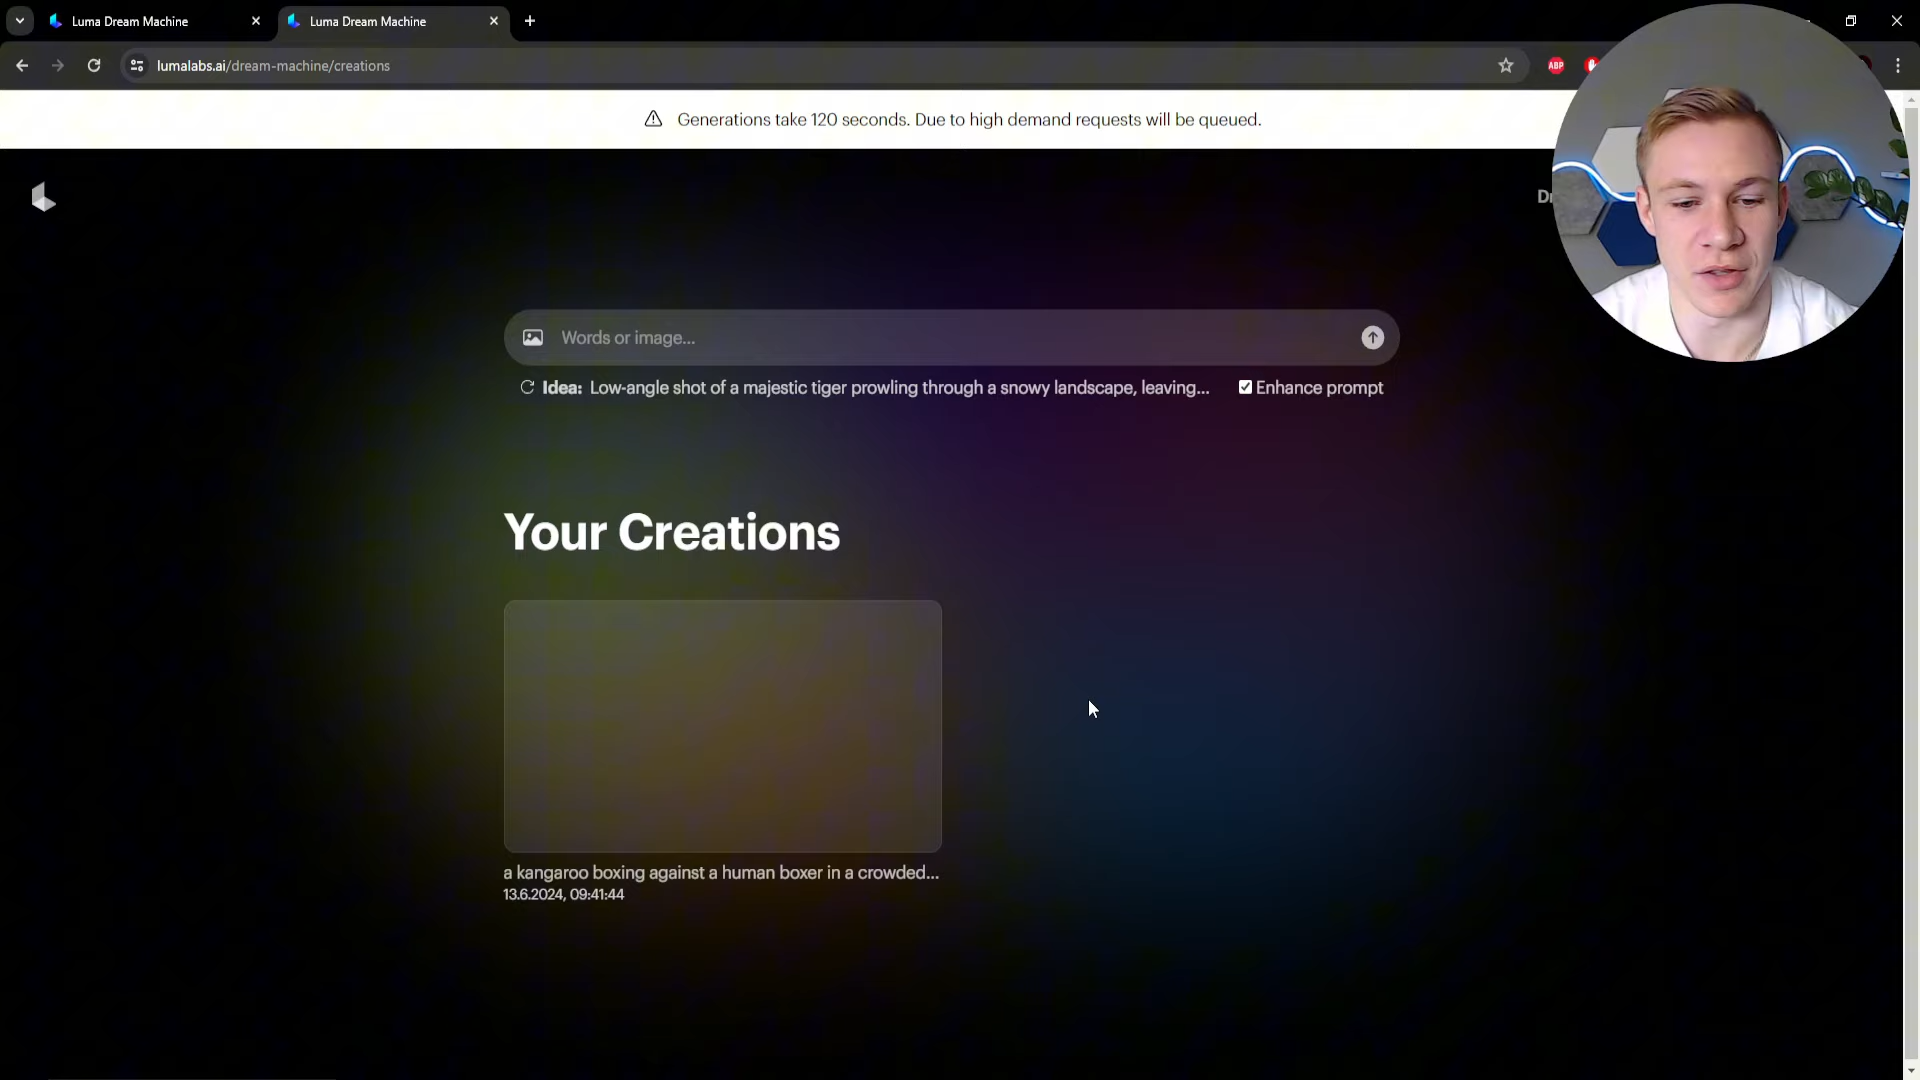 Luma Dream Machine
Luma Dream Machine
lumalabs.ai/dream-machine/creations
ABP
Generations take 120 seconds. Due to high demand requests will be queued.
Words or image...
Idea: Low-angle shot of a majestic tiger prowling through a snowy landscape, leaving...
Enhance prompt
Your Creations
a kangaroo boxing against a human boxer in a crowded...
13.6.2024, 09:41:44